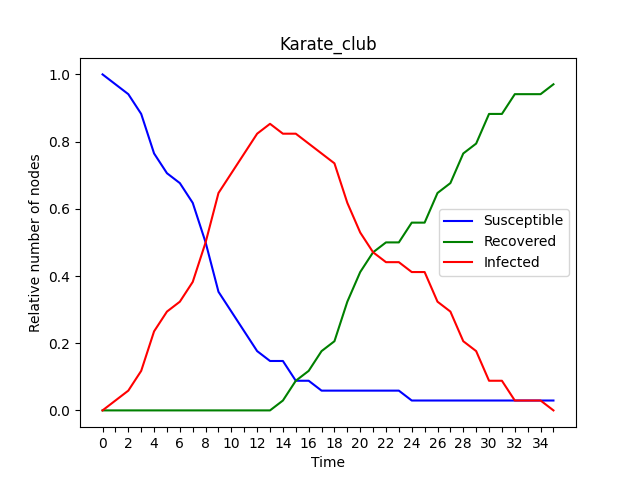 Karate_club
Relative number of nodes
1.0
0.8
0.6
0.4
0.2
0.0
Susceptible
Recovered
Infected
0 2 4 6 8 10 12 14 16 18 20 22 24 26 28 30 32 34
Time